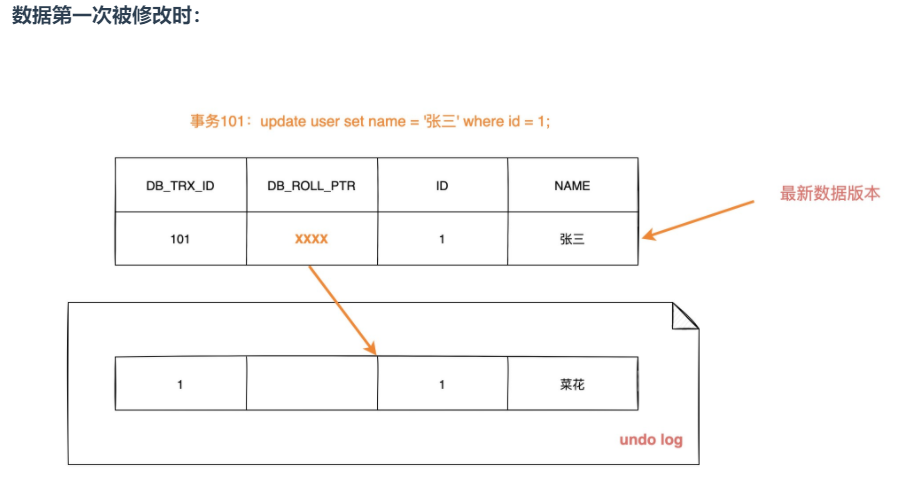 数据第一次被修改时：
事务101：update user set name = '张三' where id = 1;
DB_TRX_ID DB_ROLL_PTR ID NAME
最新数据版本
101 XXXX 1 张三
1 1 菜花
undo log